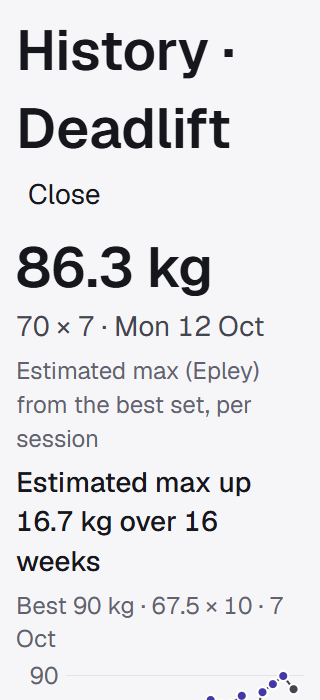 History ·
Deadlift
Close
86.3 kg
70 × 7 · Mon 12 Oct
Estimated max (Epley)
from the best set, per
session
Estimated max up
16.7 kg over 16
weeks
Best 90 kg · 67.5 × 10 · 7
Oct
90